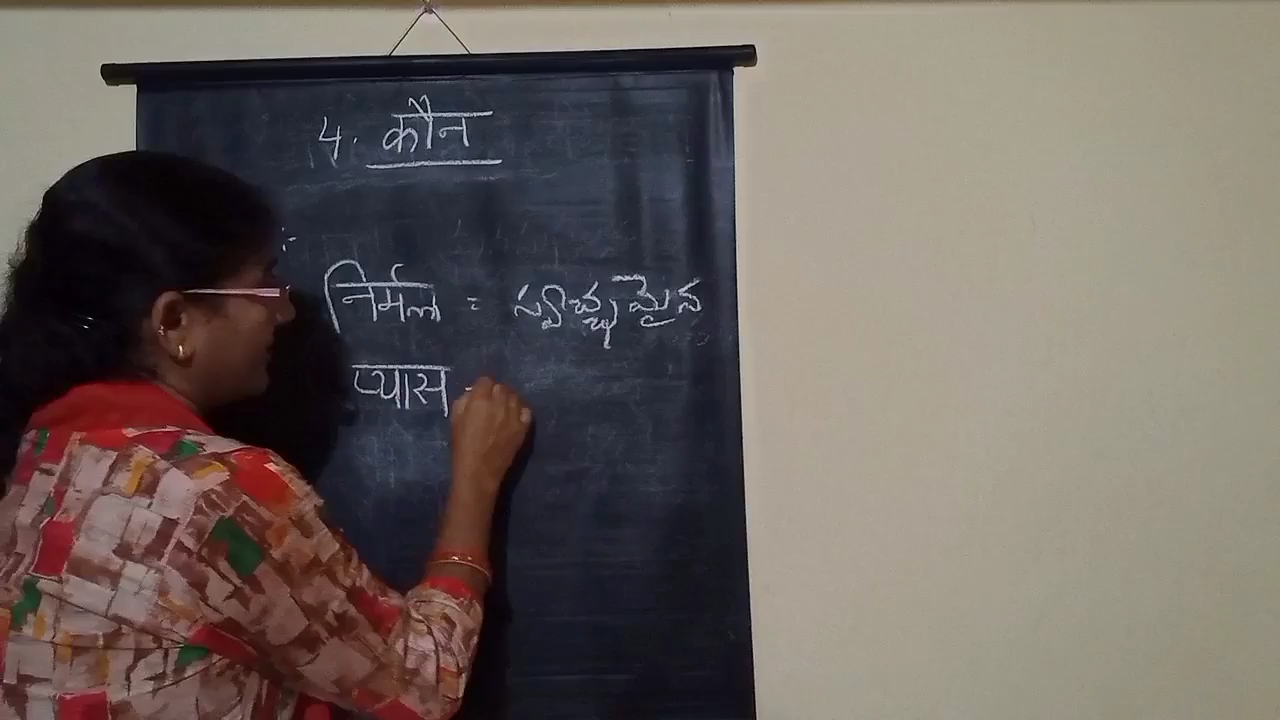 4. कौन
:-
निर्मल = స్వచ్ఛమైన
प्यास -